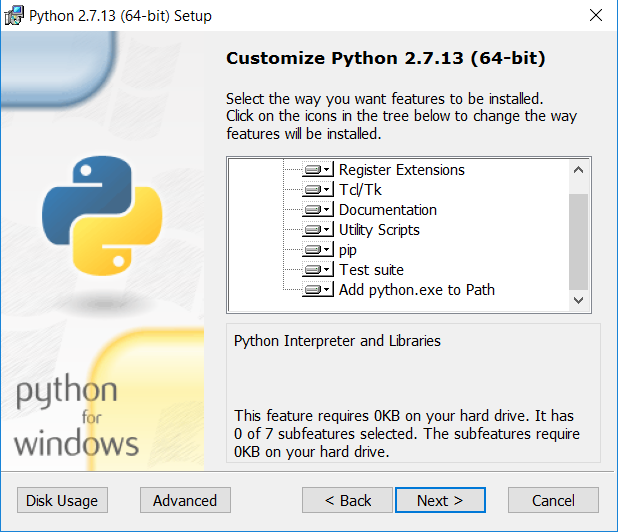 Python 2.7.13 (64-bit) Setup
Customize Python 2.7.13 (64-bit)
Select the way you want features to be installed.
Click on the icons in the tree below to change the way
features will be installed.
Register Extensions
Tcl/Tk
Documentation
Utility Scripts
pip
Test suite
Add python.exe to Path
Python Interpreter and Libraries
This feature requires 0KB on your hard drive. It has
0 of 7 subfeatures selected. The subfeatures require
0KB on your hard drive.
python
for
windows
Disk Usage
Advanced
< Back
Next >
Cancel